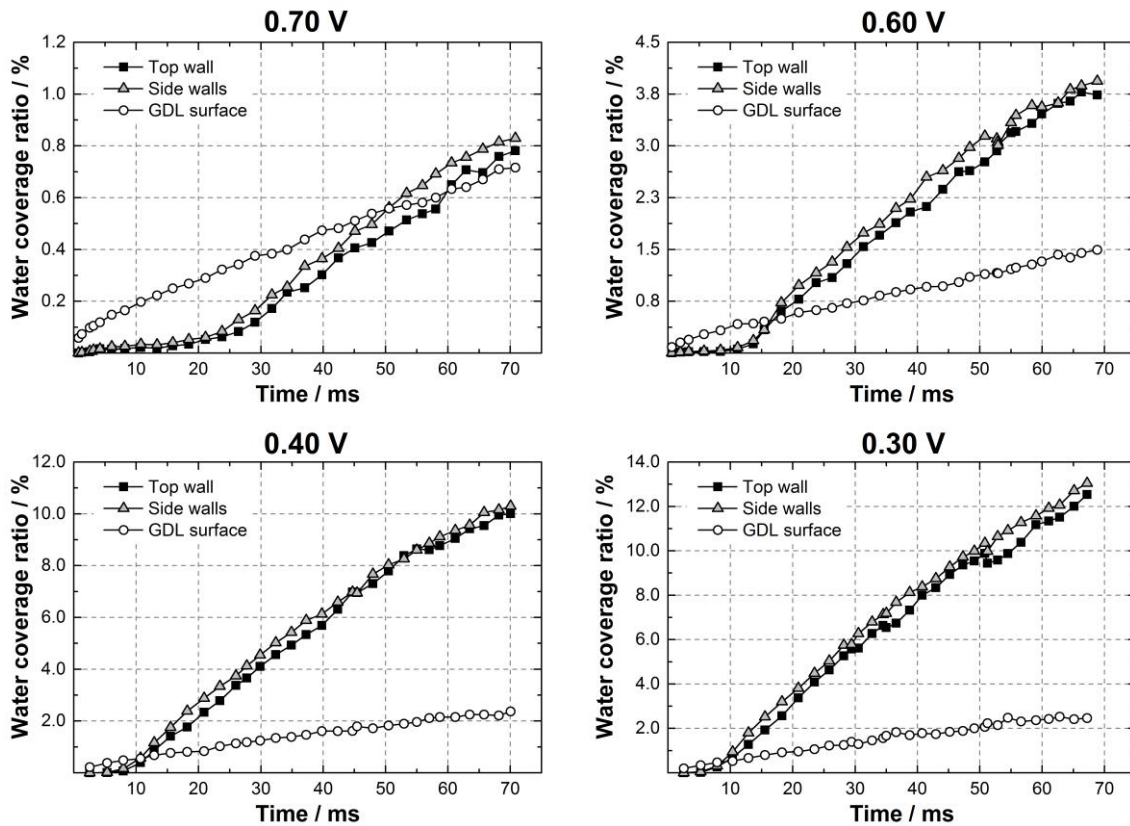 0.70 V
1.2
1.0
0.8
0.6
0.4
0.2
Water coverage ratio / %
Top wall
Side walls
GDL surface
10 20 30 40 50 60 70
Time / ms
0.60 V
4.5
3.8
3.0
2.3
1.5
0.8
Water coverage ratio / %
Top wall
Side walls
GDL surface
10 20 30 40 50 60 70
Time / ms
0.40 V
12.0
10.0
8.0
6.0
4.0
2.0
Water coverage ratio / %
Top wall
Side walls
GDL surface
10 20 30 40 50 60 70
Time / ms
0.30 V
14.0
12.0
10.0
8.0
6.0
4.0
2.0
Water coverage ratio / %
Top wall
Side walls
GDL surface
10 20 30 40 50 60 70
Time / ms